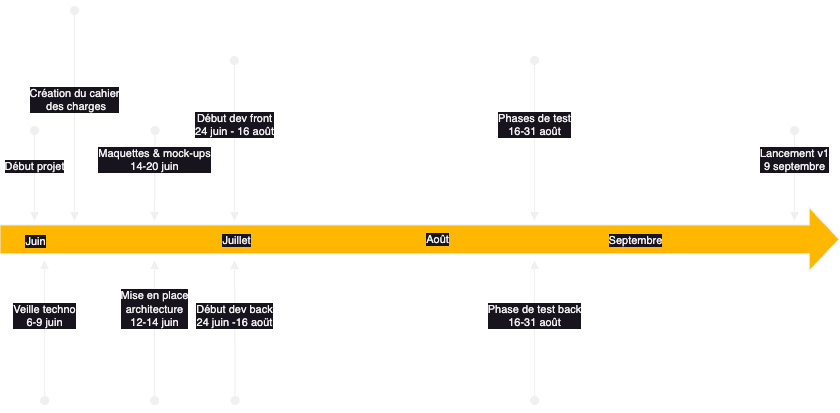 Création du cahier
des charges
Début projet
Maquettes & mock-ups
14-20 juin
Début dev front
24 juin - 16 août
Phases de test
16-31 août
Lancement v1
9 septembre
Juin
Juillet
Août
Septembre
Veille techno
6-9 juin
Mise en place
architecture
12-14 juin
Début dev back
24 juin -16 août
Phase de test back
16-31 août